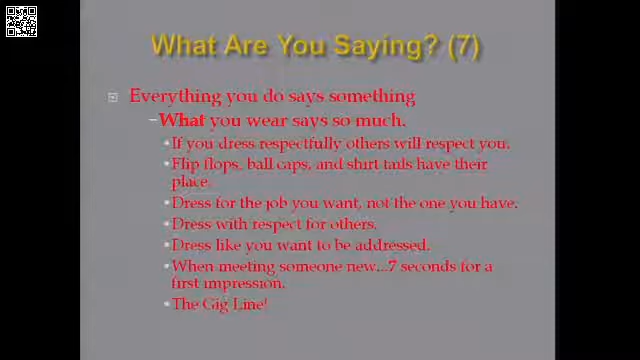 What Are You Saying? (7)
Everything you do says something
–What you wear says so much.
•If you dress respectfully others will respect you.
•Flip flops, ball caps, and shirt tails have their
place.
•Dress for the job you want, not the one you have.
•Dress with respect for others.
•Dress like you want to be addressed.
•When meeting someone new...7 seconds for a
first impression.
•The Gig Line!